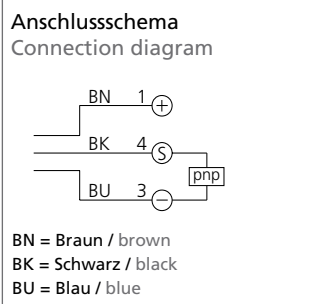 Anschlussschema
Connection diagram
BN 1 +
BK 4 S
pnp
BU 3 −
BN = Braun / brown
BK = Schwarz / black
BU = Blau / blue